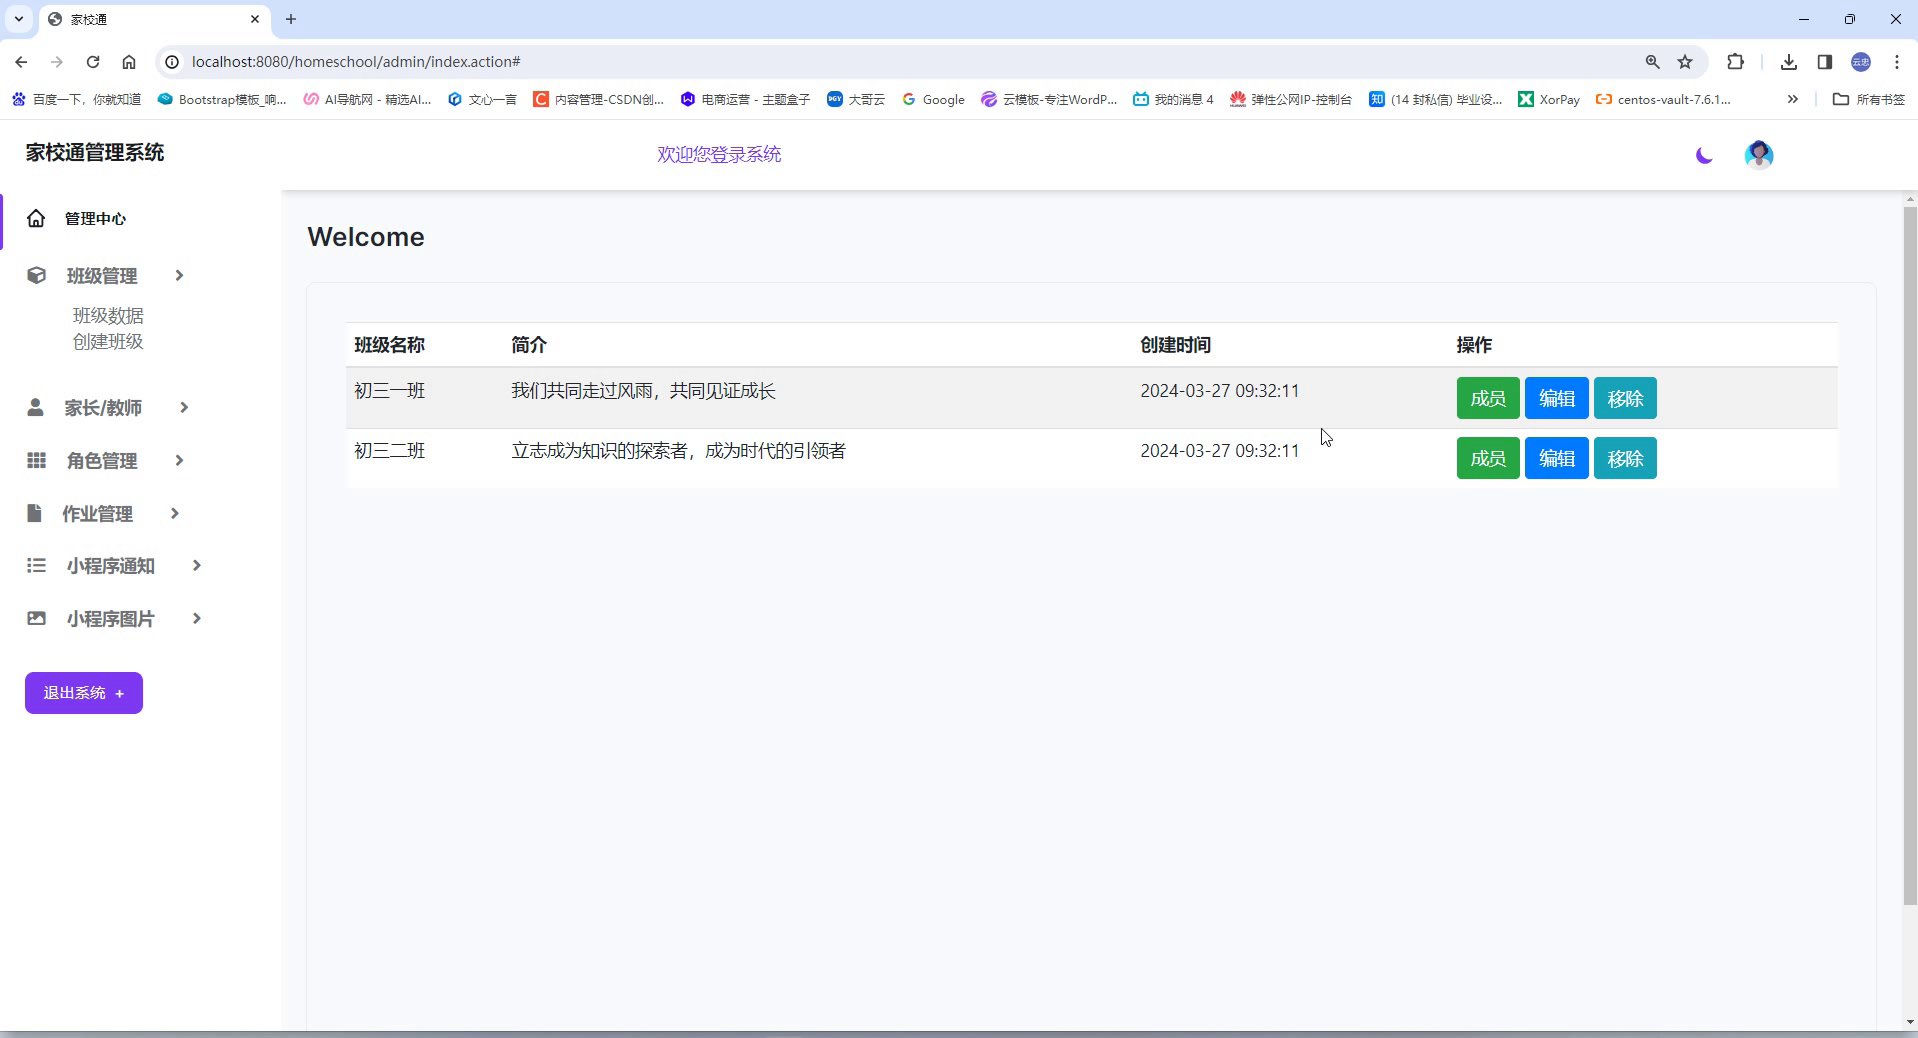 家校通
localhost:8080/homeschool/admin/index.action#
云忠
百度一下，你就知道
Bootstrap模板_响...
AI导航网 - 精选AI...
文心一言
内容管理-CSDN创...
电商运营 - 主题盒子
大哥云
Google
云模板-专注WordP...
我的消息 4
弹性公网IP-控制台
(14 封私信) 毕业设...
XorPay
centos-vault-7.6.1...
所有书签
家校通管理系统
欢迎您登录系统
管理中心
班级管理
班级数据
创建班级
家长/教师
角色管理
作业管理
小程序通知
小程序图片
退出系统 +
Welcome
班级名称 简介 创建时间 操作
初三一班 我们共同走过风雨，共同见证成长 2024-03-27 09:32:11 成员 编辑 移除
初三二班 立志成为知识的探索者，成为时代的引领者 2024-03-27 09:32:11 成员 编辑 移除